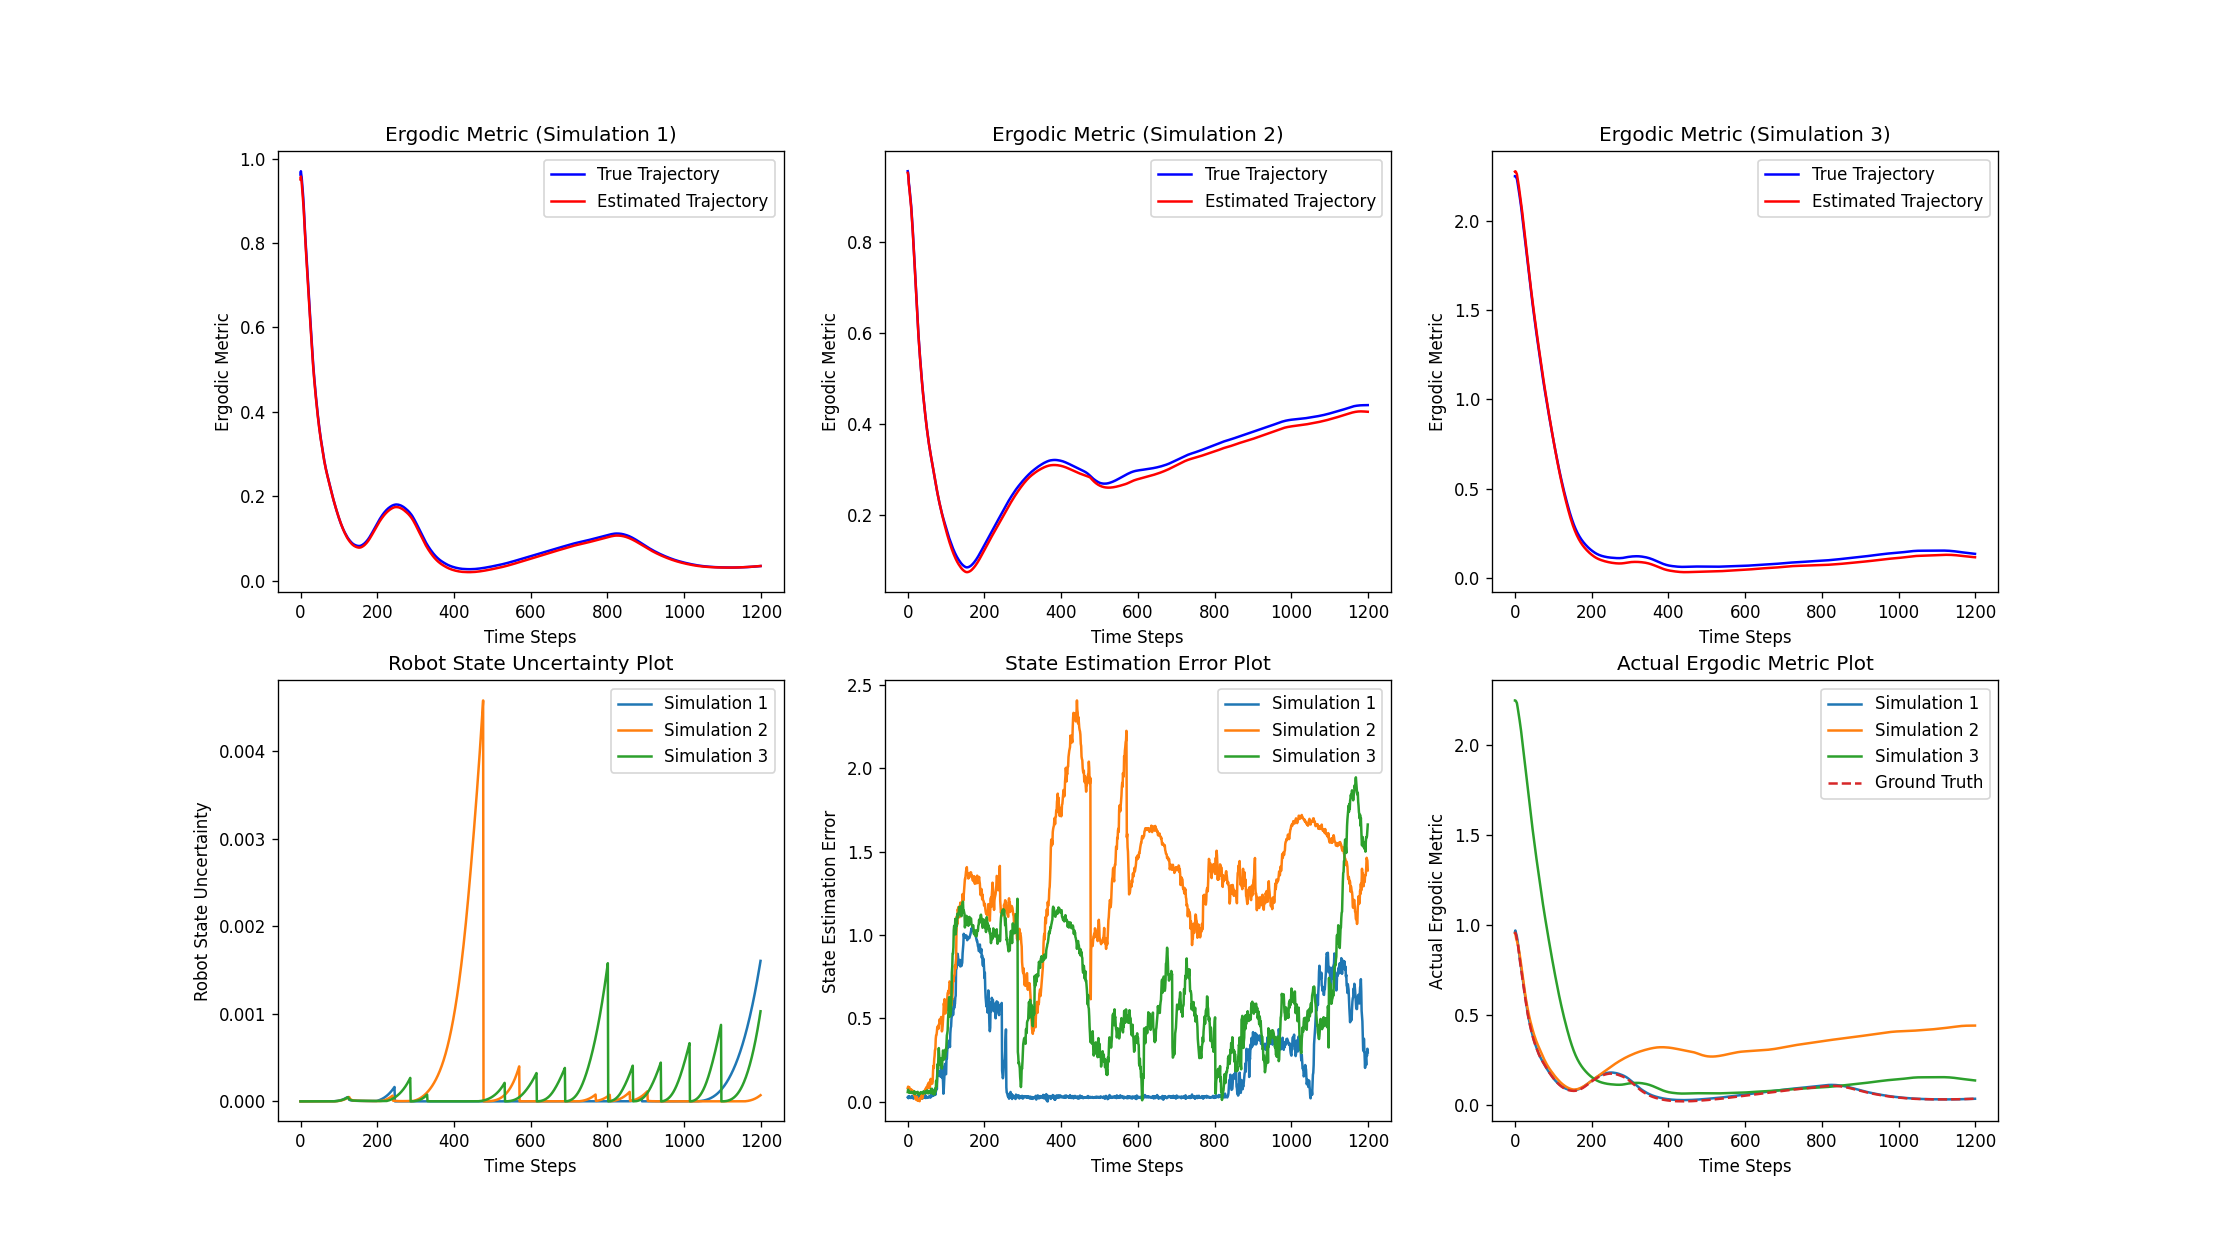 Ergodic Metric (Simulation 1)
1.0
0.8
0.6
0.4
0.2
0.0
Ergodic Metric
True Trajectory
Estimated Trajectory
0 200 400 600 800 1000 1200
Time Steps
Ergodic Metric (Simulation 2)
0.8
0.6
0.4
0.2
Ergodic Metric
True Trajectory
Estimated Trajectory
0 200 400 600 800 1000 1200
Time Steps
Ergodic Metric (Simulation 3)
2.0
1.5
1.0
0.5
0.0
Ergodic Metric
True Trajectory
Estimated Trajectory
0 200 400 600 800 1000 1200
Time Steps
Robot State Uncertainty Plot
0.004
0.003
0.002
0.001
0.000
Robot State Uncertainty
Simulation 1
Simulation 2
Simulation 3
0 200 400 600 800 1000 1200
Time Steps
State Estimation Error Plot
2.5
2.0
1.5
1.0
0.5
0.0
State Estimation Error
Simulation 1
Simulation 2
Simulation 3
0 200 400 600 800 1000 1200
Time Steps
Actual Ergodic Metric Plot
2.0
1.5
1.0
0.5
0.0
Actual Ergodic Metric
Simulation 1
Simulation 2
Simulation 3
Ground Truth
0 200 400 600 800 1000 1200
Time Steps